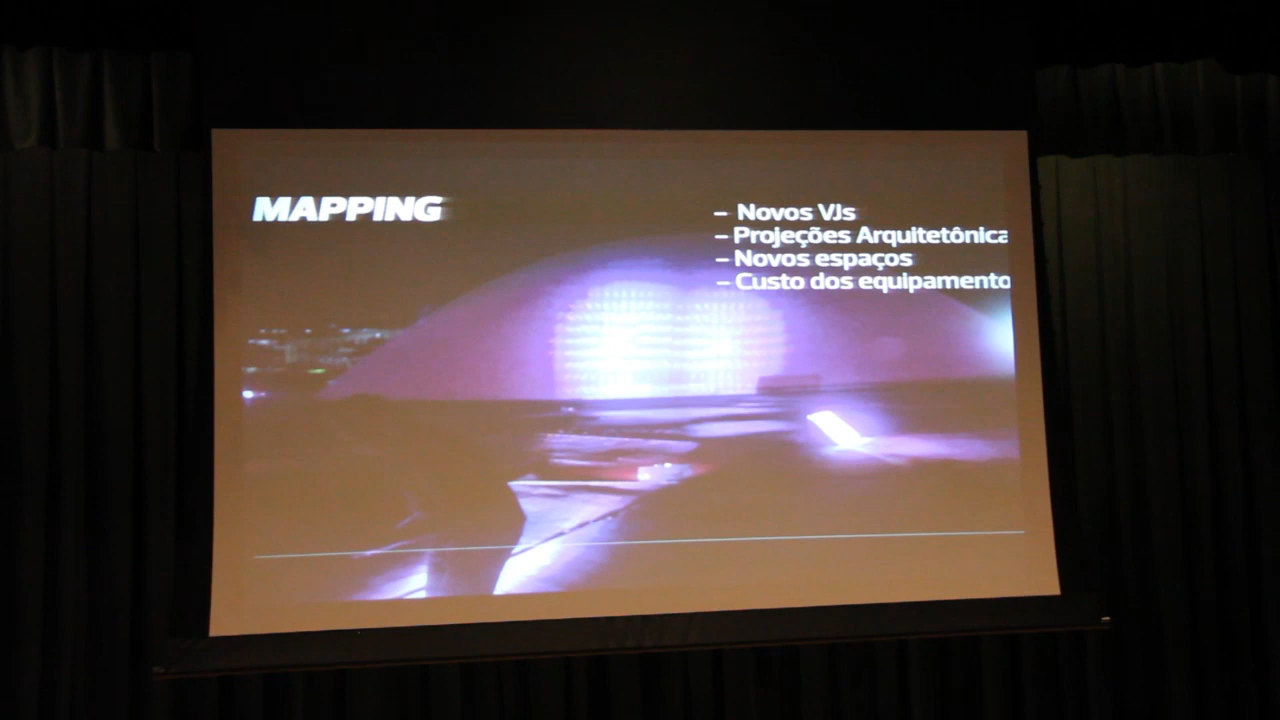 MAPPING
– Novos VJs
– Projeções Arquitetônica
– Novos espaços
– Custo dos equipamento